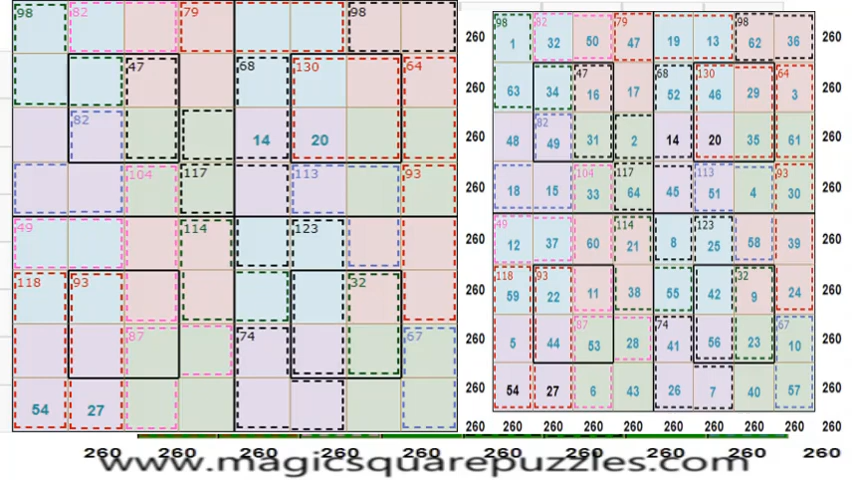 98 82 79 98
47 68 130 64
82 14 20
104 117 113 93
49 114 123
118 93 32
87 74 67
54 27
260 260 260 260 260
98 82 79 98
260 1 32 50 47 19 13 62 36 260
47 68 130 64
260 63 34 16 17 52 46 29 3 260
82
260 48 49 31 2 14 20 35 61 260
104 117 113 93
260 18 15 33 64 45 51 4 30 260
49 114 123
260 12 37 60 21 8 25 58 39 260
118 93 32
260 59 22 11 38 55 42 9 24 260
87 74 67
260 5 44 53 28 41 56 23 10 260
260 54 27 6 43 26 7 40 57 260
260 260 260 260 260 260 260 260 260 260
260 260 260 260 260
www.magicsquarepuzzles.com